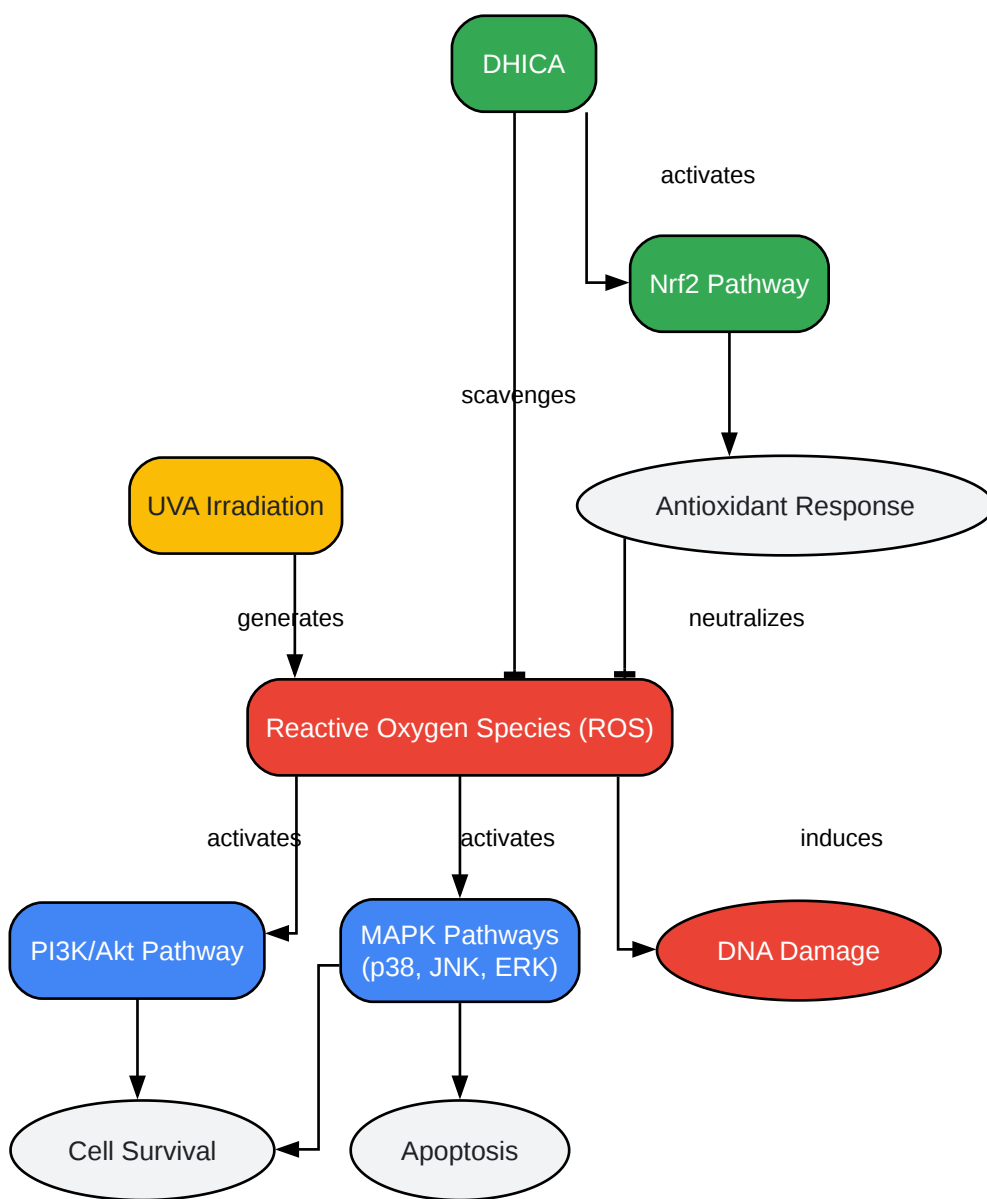 DHICA
activates
Nrf2 Pathway
scavenges
UVA Irradiation
Antioxidant Response
generates
neutralizes
Reactive Oxygen Species (ROS)
activates
activates
induces
PI3K/Akt Pathway
MAPK Pathways
(p38, JNK, ERK)
DNA Damage
Cell Survival
Apoptosis